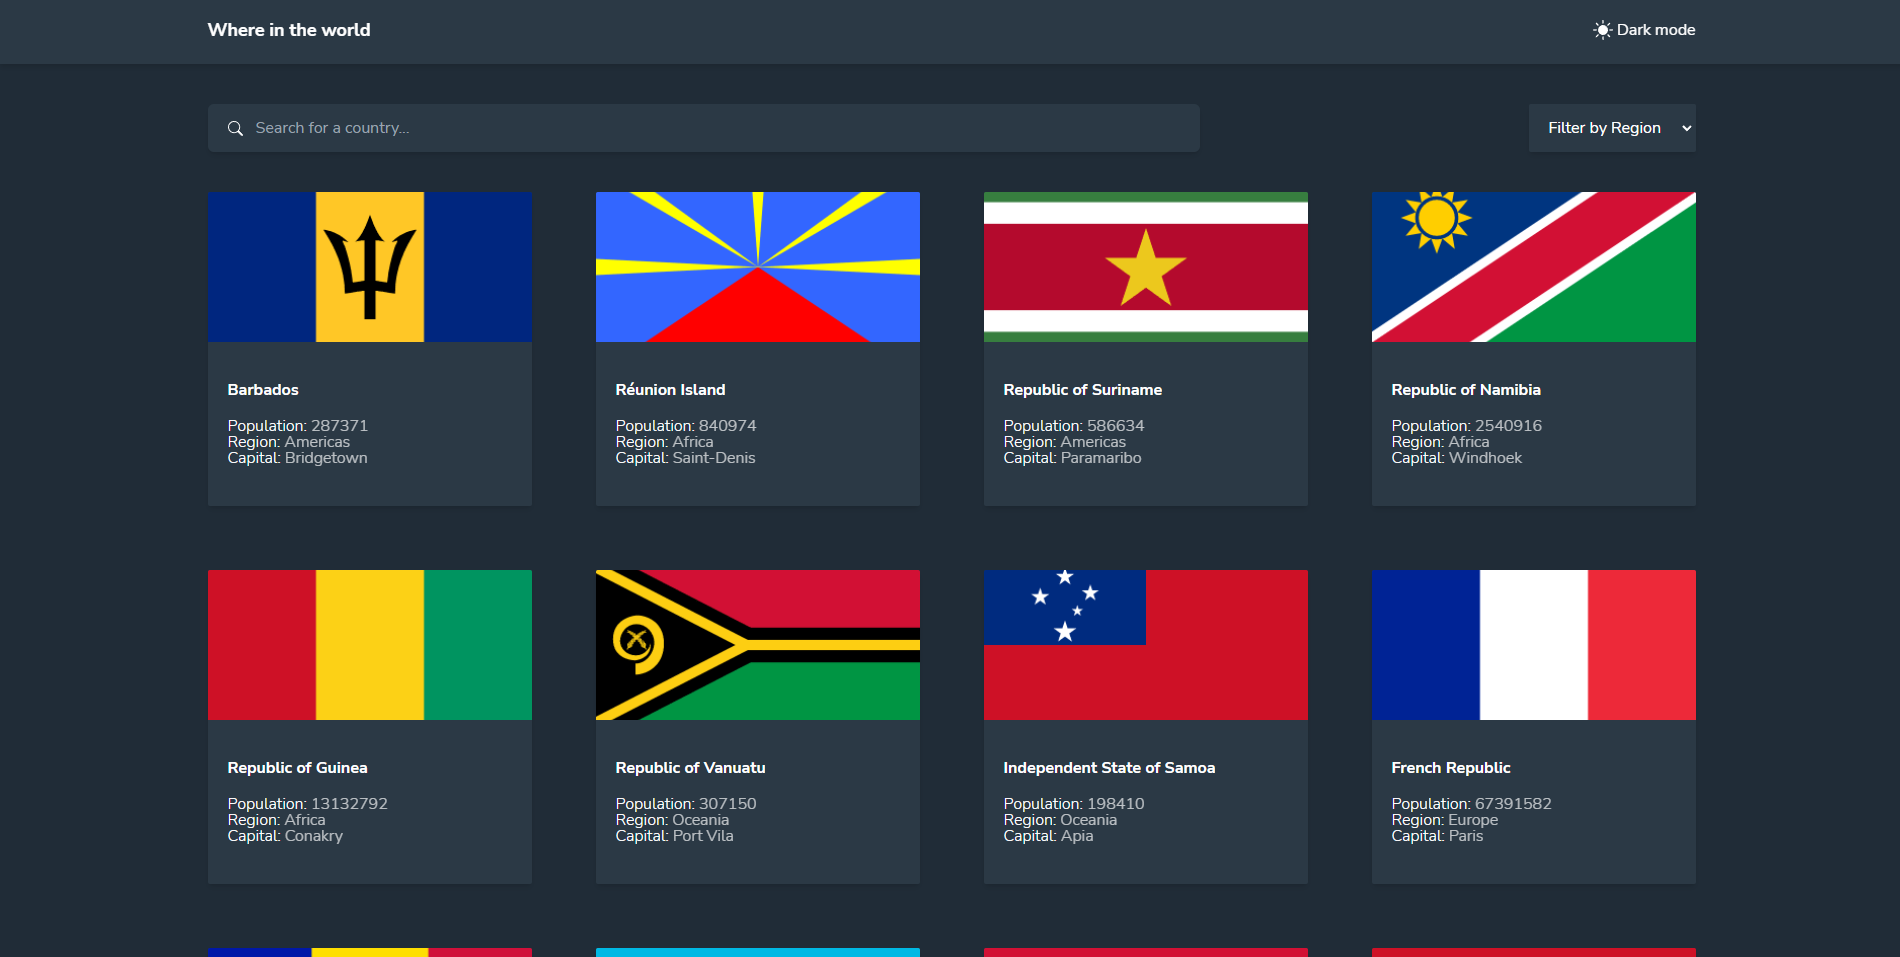 Where in the world
Dark mode
Search for a country...
Filter by Region
Barbados
Population: 287371
Region: Americas
Capital: Bridgetown
Réunion Island
Population: 840974
Region: Africa
Capital: Saint-Denis
Republic of Suriname
Population: 586634
Region: Americas
Capital: Paramaribo
Republic of Namibia
Population: 2540916
Region: Africa
Capital: Windhoek
Republic of Guinea
Population: 13132792
Region: Africa
Capital: Conakry
Republic of Vanuatu
Population: 307150
Region: Oceania
Capital: Port Vila
Independent State of Samoa
Population: 198410
Region: Oceania
Capital: Apia
French Republic
Population: 67391582
Region: Europe
Capital: Paris